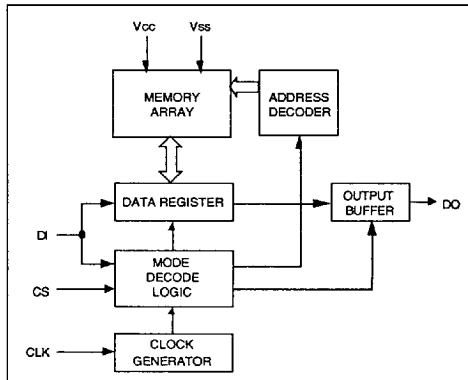 Vcc Vss
MEMORY
ARRAY
ADDRESS
DECODER
DATA REGISTER
OUTPUT
BUFFER
DO
DI
MODE
DECODE
LOGIC
CS
CLOCK
GENERATOR
CLK